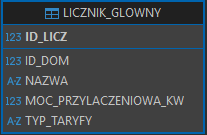 LICZNIK_GLOWNY
123 ID_LICZ
123 ID_DOM
A-Z NAZWA
123 MOC_PRZYLACZENIOWA_KW
A-Z TYP_TARYFY